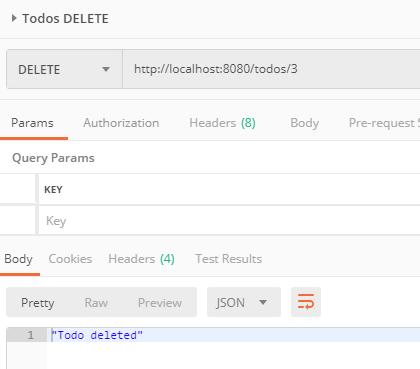 Todos DELETE
DELETE http://localhost:8080/todos/3
Params Authorization Headers (8) Body Pre-request S
Query Params
KEY
Key
Body Cookies Headers (4) Test Results
Pretty Raw Preview JSON
1 "Todo deleted"